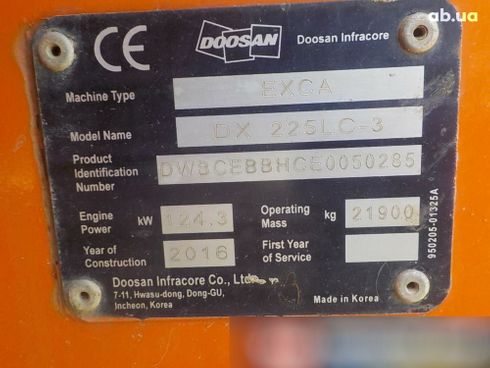 ab.ua
CE DOOSAN Doosan Infracore
Machine Type EXCA
Model Name DX 225LC-3
Product Identification Number DWBCEBBHCE0050285
Engine Power kW 124.3 Operating Mass kg 21900
Year of Construction 2016 First Year of Service
Doosan Infracore Co., Ltd.
7-11, Hwasu-dong, Dong-GU,
Incheon, Korea
Made in Korea
950205-01325A